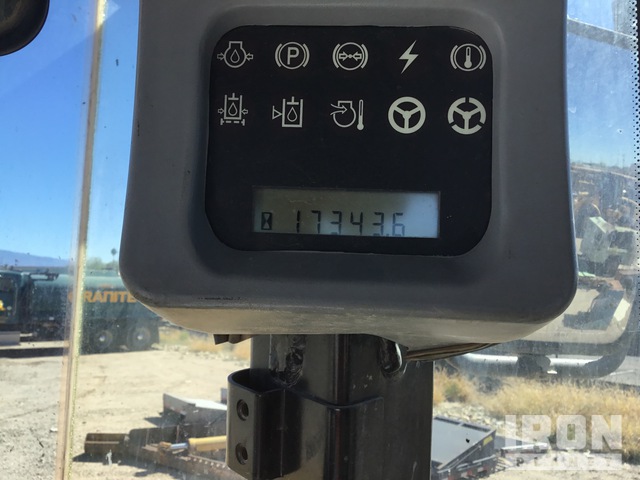 P
17343.6
GRANITE
IRON
PLANET